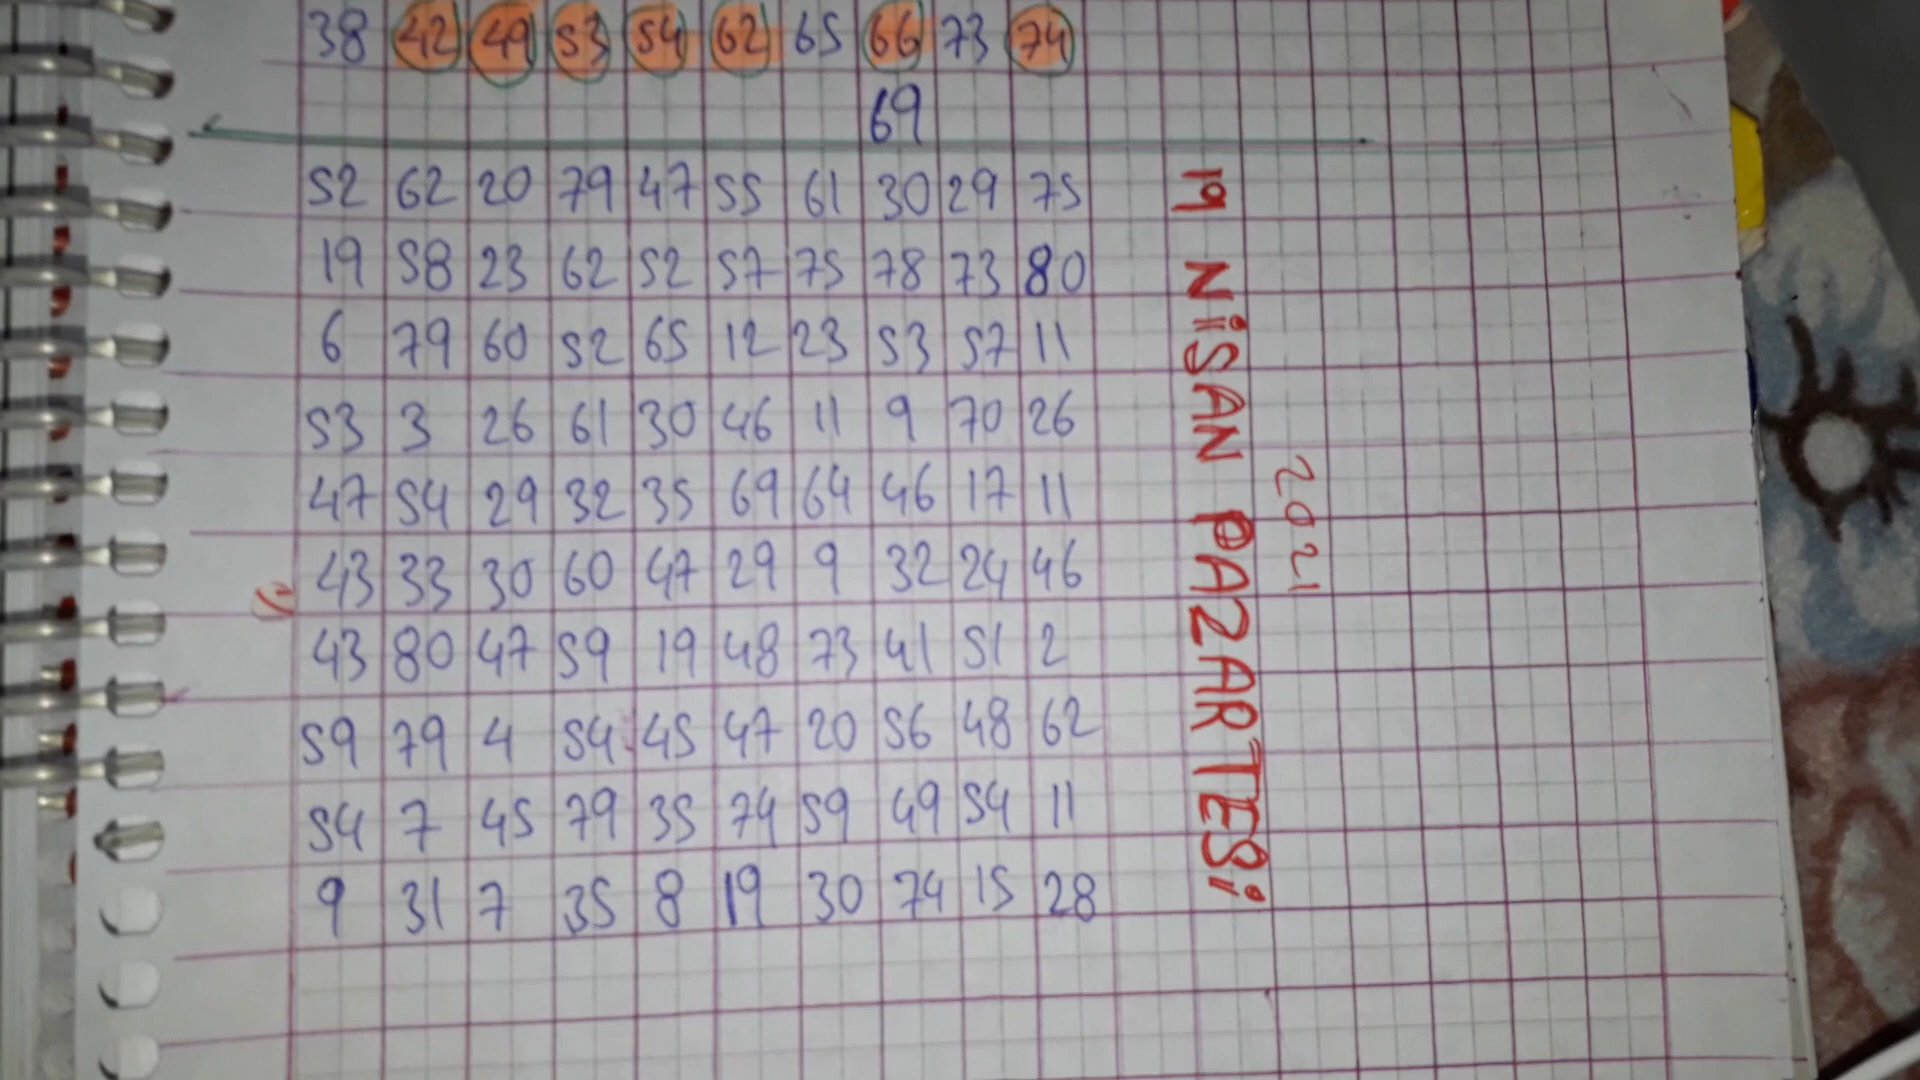 38 42 49 53 54 62 65 66 73 74
69
52 62 20 79 47 55 61 30 29 75
19 58 23 62 52 57 75 78 73 80
6 79 60 52 65 12 23 53 57 11
53 3 26 61 30 46 11 9 70 26
47 54 29 32 35 69 64 46 17 11
43 33 30 60 47 29 9 32 24 46
43 80 47 59 19 48 73 41 51 2
59 79 4 54 45 47 20 56 48 62
54 7 45 79 35 74 59 49 54 11
9 31 7 35 8 19 30 74 15 28
19 NiSAN PAZARTESi
2021